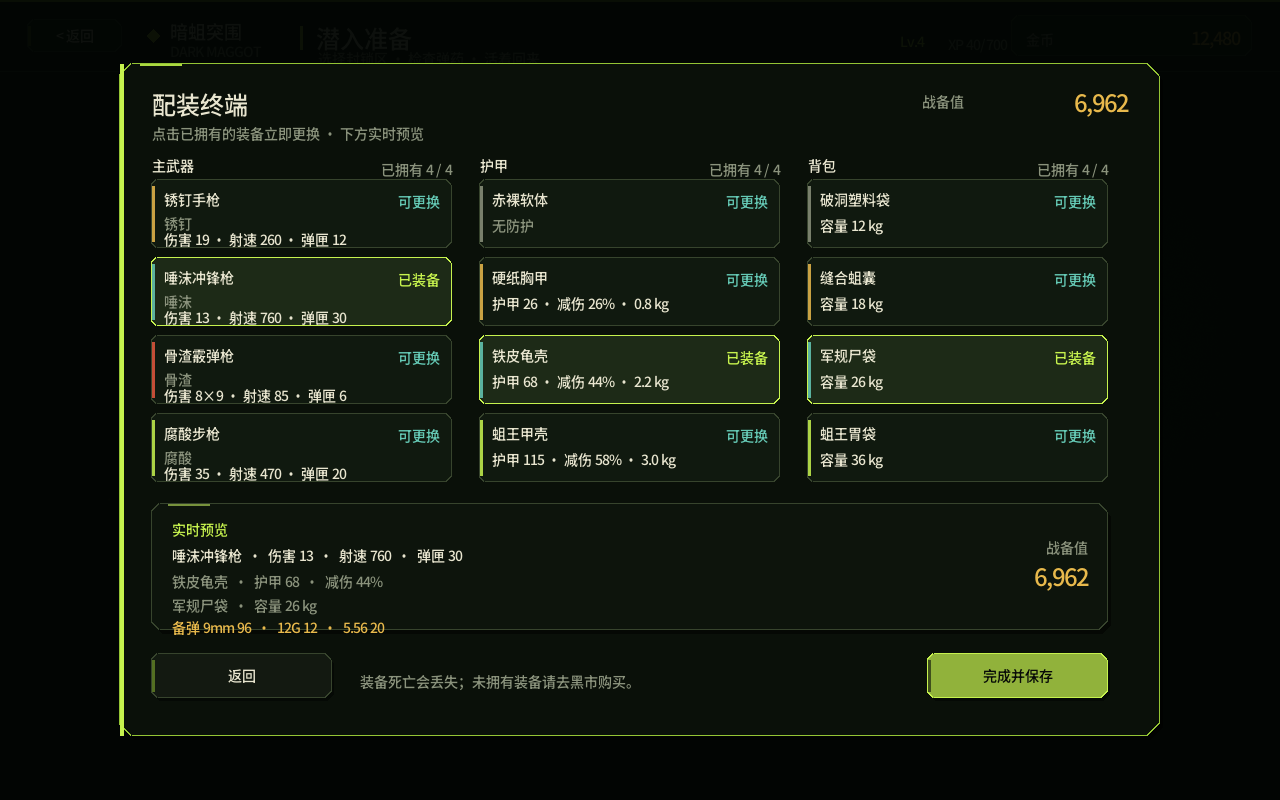 <返回
暗蛆突围
DARK MAGGOT
潜入准备
Lv.4
XP 40/700
金币
12,480
配装终端
战备值
6,962
点击已拥有的装备立即更换 • 下方实时预览
主武器
已拥有 4 / 4
锈钉手枪
可更换
锈钉
伤害 19 • 射速 260 • 弹匣 12
唾沫冲锋枪
已装备
唾沫
伤害 13 • 射速 760 • 弹匣 30
骨渣霰弹枪
可更换
骨渣
伤害 8×9 • 射速 85 • 弹匣 6
腐酸步枪
可更换
腐酸
伤害 35 • 射速 470 • 弹匣 20
护甲
已拥有 4 / 4
赤裸软体
可更换
无防护
硬纸胸甲
可更换
护甲 26 • 减伤 26% • 0.8 kg
铁皮龟壳
已装备
护甲 68 • 减伤 44% • 2.2 kg
蛆王甲壳
可更换
护甲 115 • 减伤 58% • 3.0 kg
背包
已拥有 4 / 4
破洞塑料袋
可更换
容量 12 kg
缝合蛆囊
可更换
容量 18 kg
军规尸袋
已装备
容量 26 kg
蛆王胃袋
可更换
容量 36 kg
实时预览
唾沫冲锋枪 • 伤害 13 • 射速 760 • 弹匣 30
铁皮龟壳 • 护甲 68 • 减伤 44%
军规尸袋 • 容量 26 kg
备弹 9mm 96 • 12G 12 • 5.56 20
战备值
6,962
返回
装备死亡会丢失；未拥有装备请去黑市购买。
完成并保存